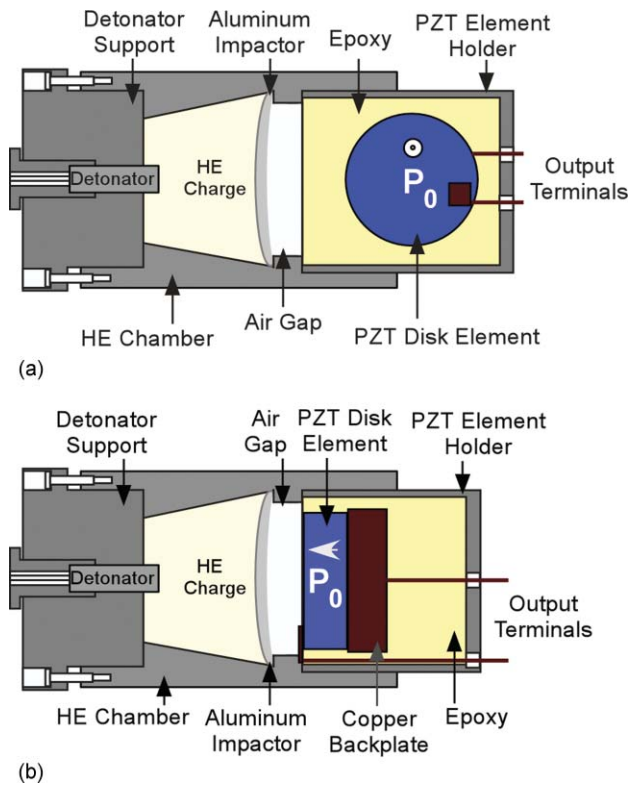 Detonator
Support
Aluminum
Impactor
Epoxy
PZT Element
Holder
Detonator
HE
Charge
P0
Output
Terminals
HE Chamber
Air Gap
PZT Disk Element
(a)
Detonator
Support
Air
Gap
PZT Disk
Element
PZT Element
Holder
Detonator
HE
Charge
P0
Output
Terminals
HE Chamber
Aluminum
Impactor
Copper
Backplate
Epoxy
(b)